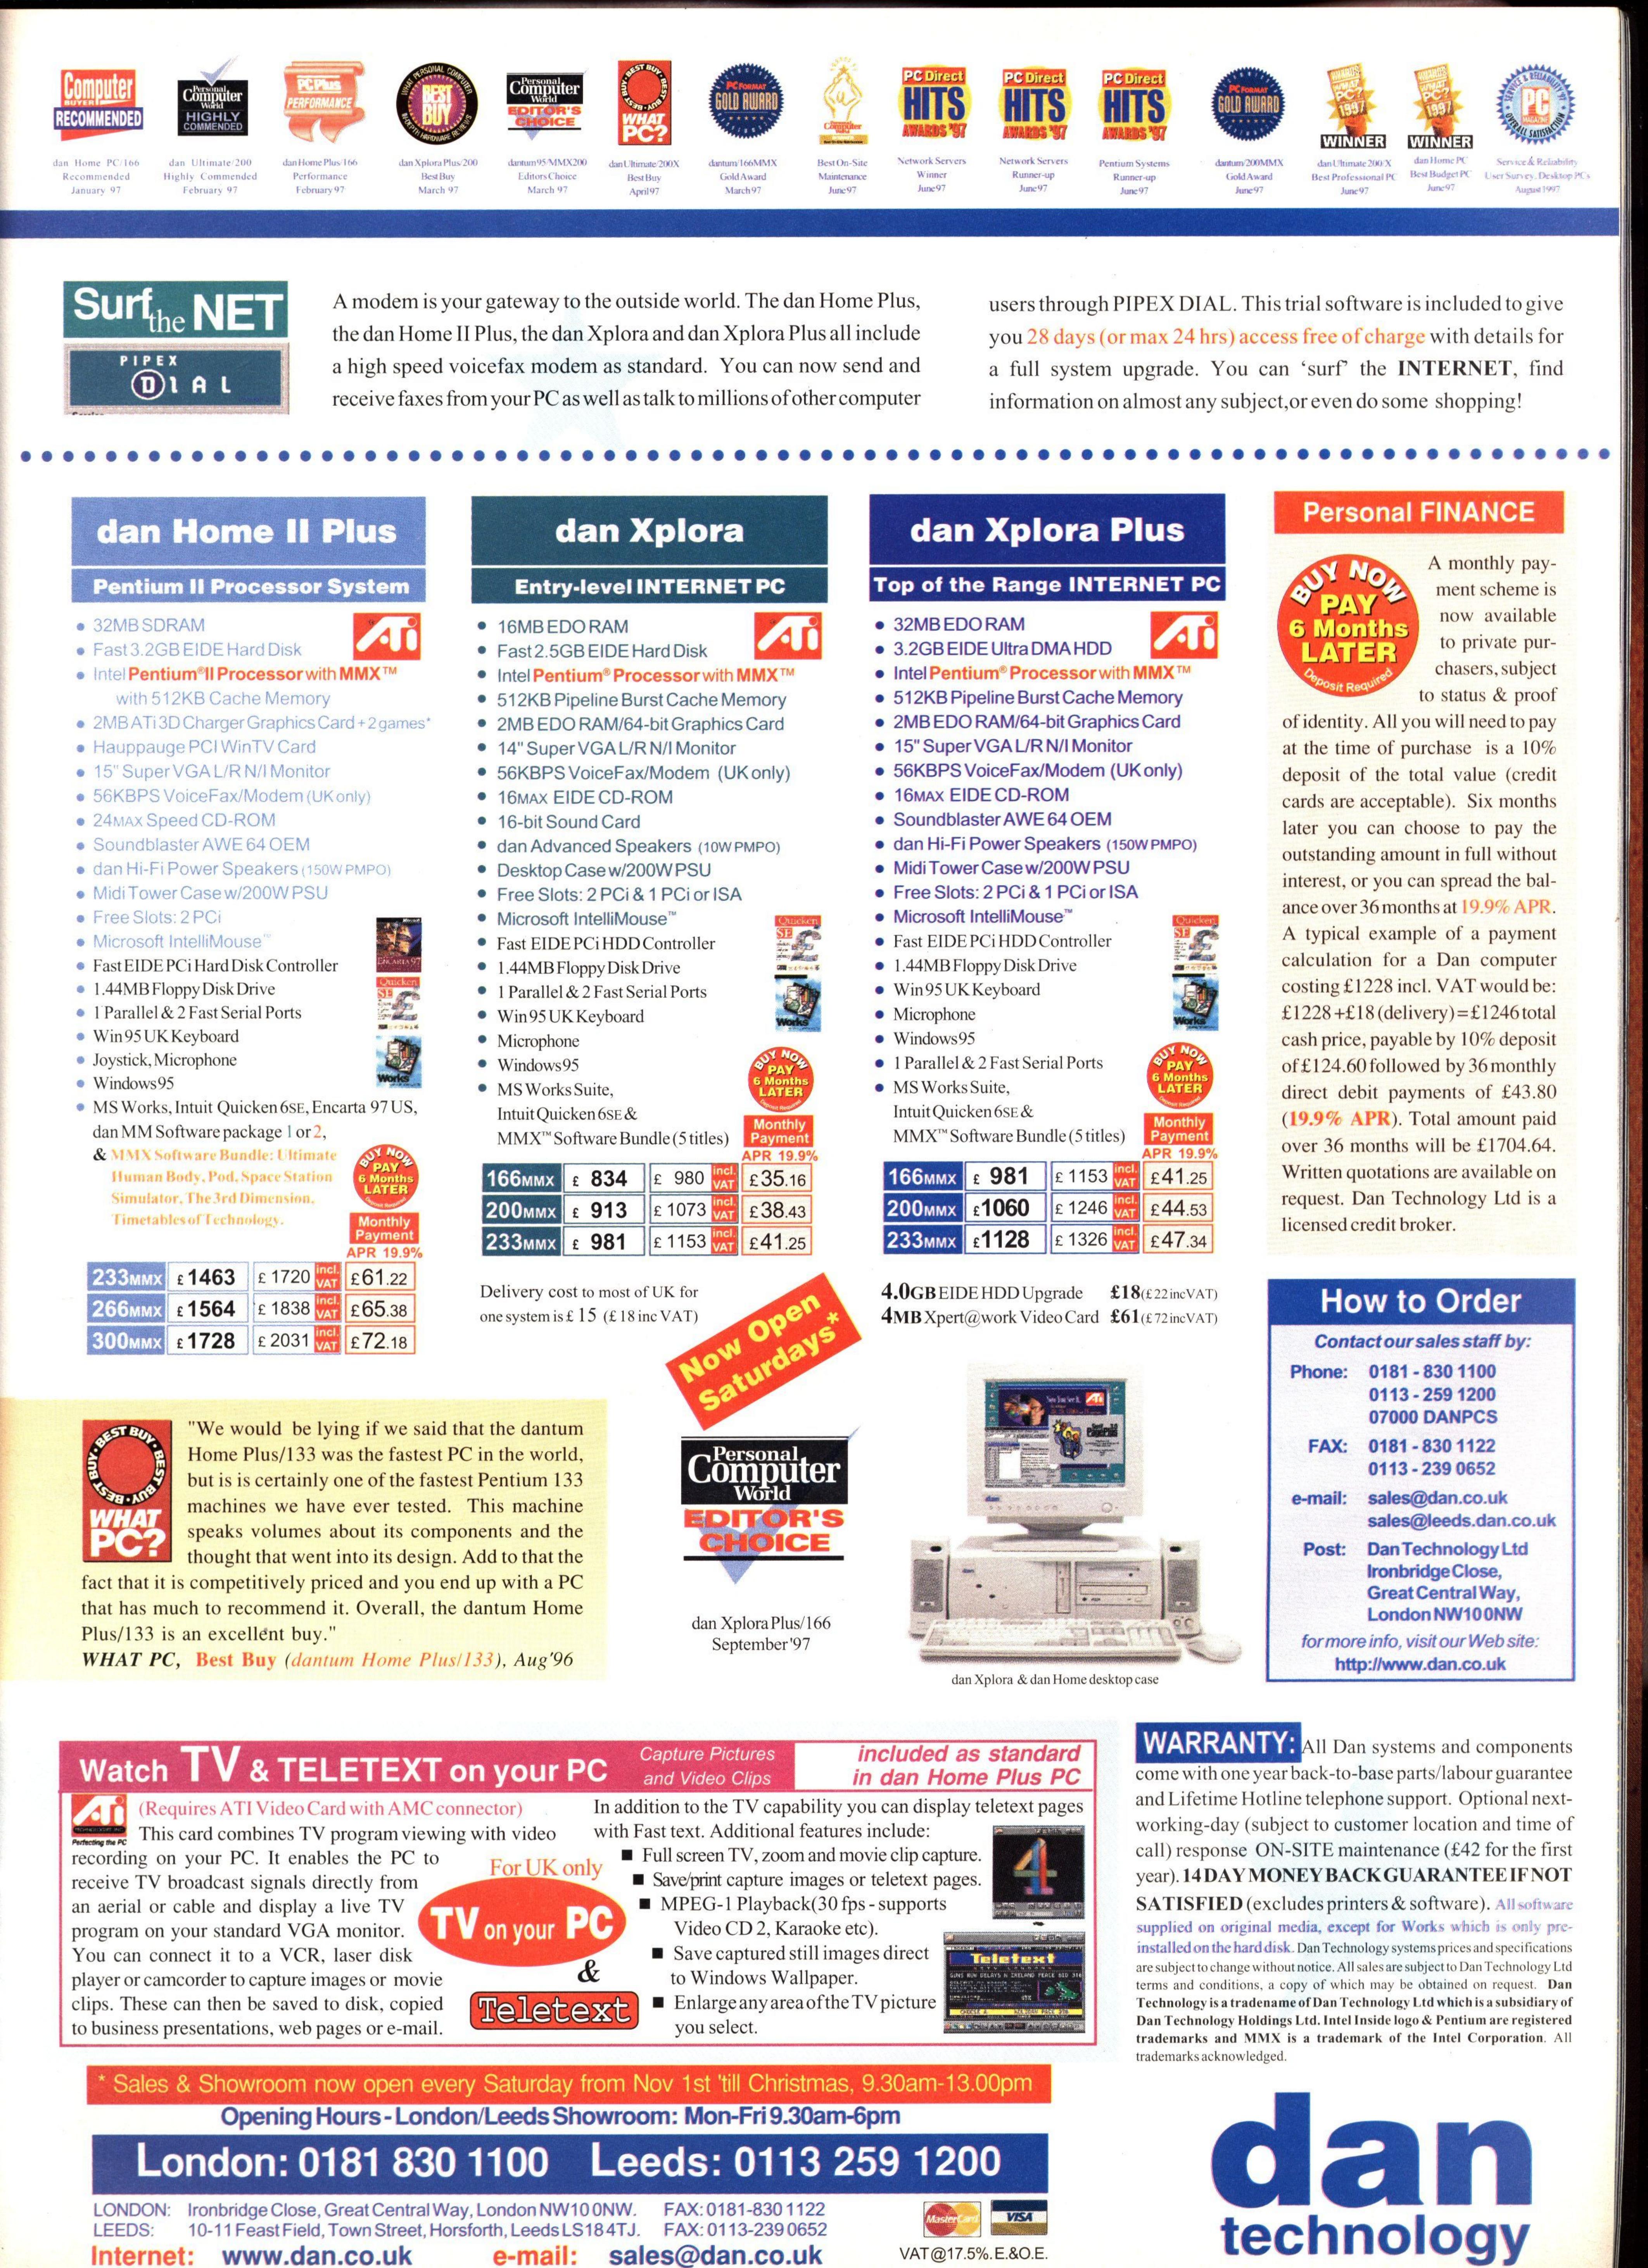 Computer
BUYER
RECOMMENDED
dan Home PC/166
Recommended
January 97
Personal
Computer
World
HIGHLY
COMMENDED
dan Ultimate/200
Highly Commended
February 97
PC Plus
PERFORMANCE
dan Home Plus/166
Performance
February 97
WHAT PERSONAL COMPUTER
BEST
BUY
IN-DEPTH HARDWARE REVIEWS
dan Xplora Plus/200
Best Buy
March 97
Personal
Computer
World
EDITOR'S
CHOICE
dantum95/MMX200
Editors Choice
March 97
BEST BUY
WHAT
PC?
dan Ultimate/200X
Best Buy
April 97
PC FORMAT
GOLD AWARD
dantum/166MMX
Gold Award
March 97
Computer
Best On-Site
Maintenance
June 97
PC Direct
HITS
AWARDS '97
Network Servers
Winner
June 97
PC Direct
HITS
AWARDS '97
Network Servers
Runner-up
June 97
PC Direct
HITS
AWARDS '97
Pentium Systems
Runner-up
June 97
PC FORMAT
GOLD AWARD
dantum/200MMX
Gold Award
June 97
AWARDS
WHAT
PC?
1997
WINNER
dan Ultimate 200/X
Best Professional PC
June 97
AWARDS
WHAT
PC?
1997
WINNER
dan Home PC
Best Budget PC
June 97
SERVICE & RELIABILITY
PC
MAGAZINE
OVERALL SATISFACTION
Service & Reliability
User Survey, Desktop PCs
August 1997
Surf the NET
PIPEX
DIAL
A modem is your gateway to the outside world. The dan Home Plus,
the dan Home II Plus, the dan Xplora and dan Xplora Plus all include
a high speed voicefax modem as standard. You can now send and
receive faxes from your PC as well as talk to millions of other computer
users through PIPEX DIAL. This trial software is included to give
you 28 days (or max 24 hrs) access free of charge with details for
a full system upgrade. You can 'surf' the INTERNET, find
information on almost any subject, or even do some shopping!
dan Home II Plus
Pentium II Processor System
ATi
• 32MB SDRAM
• Fast 3.2GB EIDE Hard Disk
• Intel Pentium®II Processor with MMX™
with 512KB Cache Memory
• 2MB ATi 3D Charger Graphics Card + 2 games*
• Hauppauge PCI WinTV Card
• 15" Super VGA L/R N/I Monitor
• 56KBPS VoiceFax/Modem (UK only)
• 24MAX Speed CD-ROM
• Soundblaster AWE 64 OEM
• dan Hi-Fi Power Speakers (150W PMPO)
• Midi Tower Case w/200W PSU
• Free Slots: 2 PCi
• Microsoft IntelliMouse™
• Fast EIDE PCi Hard Disk Controller
• 1.44MB Floppy Disk Drive
• 1 Parallel & 2 Fast Serial Ports
• Win 95 UK Keyboard
• Joystick, Microphone
• Windows 95
• MS Works, Intuit Quicken 6SE, Encarta 97 US,
dan MM Software package 1 or 2,
& MMX Software Bundle: Ultimate
Human Body, Pod, Space Station
Simulator, The 3rd Dimension,
Timetables of Technology.
ENCARTA 97
Quicken
SE
£
Works
BUY NOW
PAY
6 Months
LATER
Deposit Required
Monthly
Payment
APR 19.9%
233MMX £ 1463 £ 1720 incl. VAT £61.22
266MMX £ 1564 £ 1838 incl. VAT £65.38
300MMX £ 1728 £ 2031 incl. VAT £72.18
dan Xplora
Entry-level INTERNET PC
ATi
• 16MB EDO RAM
• Fast 2.5GB EIDE Hard Disk
• Intel Pentium® Processor with MMX™
• 512KB Pipeline Burst Cache Memory
• 2MB EDO RAM/64-bit Graphics Card
• 14" Super VGA L/R N/I Monitor
• 56KBPS VoiceFax/Modem (UK only)
• 16MAX EIDE CD-ROM
• 16-bit Sound Card
• dan Advanced Speakers (10W PMPO)
• Desktop Case w/200W PSU
• Free Slots: 2 PCi & 1 PCi or ISA
• Microsoft IntelliMouse™
• Fast EIDE PCi HDD Controller
• 1.44MB Floppy Disk Drive
• 1 Parallel & 2 Fast Serial Ports
• Win 95 UK Keyboard
• Microphone
• Windows 95
• MS Works Suite,
Intuit Quicken 6SE &
MMX™ Software Bundle (5 titles)
Quicken
SE
£
Works
BUY NOW
PAY
6 Months
LATER
Deposit Required
Monthly
Payment
APR 19.9%
166MMX £ 834 £ 980 incl. VAT £35.16
200MMX £ 913 £ 1073 incl. VAT £38.43
233MMX £ 981 £ 1153 incl. VAT £41.25
Delivery cost to most of UK for
one system is £ 15 (£ 18 inc VAT)
dan Xplora Plus
Top of the Range INTERNET PC
ATi
• 32MB EDO RAM
• 3.2GB EIDE Ultra DMA HDD
• Intel Pentium® Processor with MMX™
• 512KB Pipeline Burst Cache Memory
• 2MB EDO RAM/64-bit Graphics Card
• 15" Super VGA L/R N/I Monitor
• 56KBPS VoiceFax/Modem (UK only)
• 16MAX EIDE CD-ROM
• Soundblaster AWE 64 OEM
• dan Hi-Fi Power Speakers (150W PMPO)
• Midi Tower Case w/200W PSU
• Free Slots: 2 PCi & 1 PCi or ISA
• Microsoft IntelliMouse™
• Fast EIDE PCi HDD Controller
• 1.44MB Floppy Disk Drive
• Win 95 UK Keyboard
• Microphone
• Windows 95
• 1 Parallel & 2 Fast Serial Ports
• MS Works Suite,
Intuit Quicken 6SE &
MMX™ Software Bundle (5 titles)
Quicken
SE
£
Works
BUY NOW
PAY
6 Months
LATER
Deposit Required
Monthly
Payment
APR 19.9%
166MMX £ 981 £ 1153 incl. VAT £41.25
200MMX £1060 £ 1246 incl. VAT £44.53
233MMX £1128 £ 1326 incl. VAT £47.34
4.0GB EIDE HDD Upgrade £18 (£ 22 inc VAT)
4MB Xpert@work Video Card £61 (£ 72 inc VAT)
Personal FINANCE
BUY NOW
PAY
6 Months
LATER
Deposit Required
A monthly pay-
ment scheme is
now available
to private pur-
chasers, subject
to status & proof
of identity. All you will need to pay
at the time of purchase is a 10%
deposit of the total value (credit
cards are acceptable). Six months
later you can choose to pay the
outstanding amount in full without
interest, or you can spread the bal-
ance over 36 months at 19.9% APR.
A typical example of a payment
calculation for a Dan computer
costing £1228 incl. VAT would be:
£1228 +£18 (delivery) = £1246 total
cash price, payable by 10% deposit
of £124.60 followed by 36 monthly
direct debit payments of £43.80
(19.9% APR). Total amount paid
over 36 months will be £1704.64.
Written quotations are available on
request. Dan Technology Ltd is a
licensed credit broker.
Now Open
Saturdays*
BEST BUY
WHAT
PC?
"We would be lying if we said that the dantum
Home Plus/133 was the fastest PC in the world,
but is is certainly one of the fastest Pentium 133
machines we have ever tested. This machine
speaks volumes about its components and the
thought that went into its design. Add to that the
fact that it is competitively priced and you end up with a PC
that has much to recommend it. Overall, the dantum Home
Plus/133 is an excellent buy."
WHAT PC, Best Buy (dantum Home Plus/133), Aug'96
Personal
Computer
World
EDITOR'S
CHOICE
dan Xplora Plus/166
September '97
dan Xplora & dan Home desktop case
How to Order
Contact our sales staff by:
Phone: 0181 - 830 1100
0113 - 259 1200
07000 DANPCS
FAX: 0181 - 830 1122
0113 - 239 0652
e-mail: sales@dan.co.uk
sales@leeds.dan.co.uk
Post: Dan Technology Ltd
Ironbridge Close,
Great Central Way,
London NW10 0NW
for more info, visit our Web site:
http://www.dan.co.uk
Watch TV & TELETEXT on your PC
Capture Pictures
and Video Clips
included as standard
in dan Home Plus PC
ATi
Perfecting the PC
(Requires ATI Video Card with AMC connector)
This card combines TV program viewing with video
recording on your PC. It enables the PC to
receive TV broadcast signals directly from
an aerial or cable and display a live TV
program on your standard VGA monitor.
You can connect it to a VCR, laser disk
player or camcorder to capture images or movie
clips. These can then be saved to disk, copied
to business presentations, web pages or e-mail.
For UK only
TV on your PC
&
Teletext
In addition to the TV capability you can display teletext pages
with Fast text. Additional features include:
■ Full screen TV, zoom and movie clip capture.
■ Save/print capture images or teletext pages.
■ MPEG-1 Playback(30 fps - supports
Video CD 2, Karaoke etc).
■ Save captured still images direct
to Windows Wallpaper.
■ Enlarge any area of the TV picture
you select.
4
Teletext
WARRANTY: All Dan systems and components
come with one year back-to-base parts/labour guarantee
and Lifetime Hotline telephone support. Optional next-
working-day (subject to customer location and time of
call) response ON-SITE maintenance (£42 for the first
year). 14 DAY MONEY BACK GUARANTEE IF NOT
SATISFIED (excludes printers & software). All software
supplied on original media, except for Works which is only pre-
installed on the hard disk. Dan Technology systems prices and specifications
are subject to change without notice. All sales are subject to Dan Technology Ltd
terms and conditions, a copy of which may be obtained on request. Dan
Technology is a tradename of Dan Technology Ltd which is a subsidiary of
Dan Technology Holdings Ltd. Intel Inside logo & Pentium are registered
trademarks and MMX is a trademark of the Intel Corporation. All
trademarks acknowledged.
* Sales & Showroom now open every Saturday from Nov 1st 'till Christmas, 9.30am-13.00pm
Opening Hours - London/Leeds Showroom: Mon-Fri 9.30am-6pm
London: 0181 830 1100 Leeds: 0113 259 1200
LONDON: Ironbridge Close, Great Central Way, London NW10 0NW. FAX: 0181-830 1122
LEEDS: 10-11 Feast Field, Town Street, Horsforth, Leeds LS18 4TJ. FAX: 0113-239 0652
Internet: www.dan.co.uk e-mail: sales@dan.co.uk
MasterCard
VISA
VAT@17.5%. E.&O.E.
dan
technology